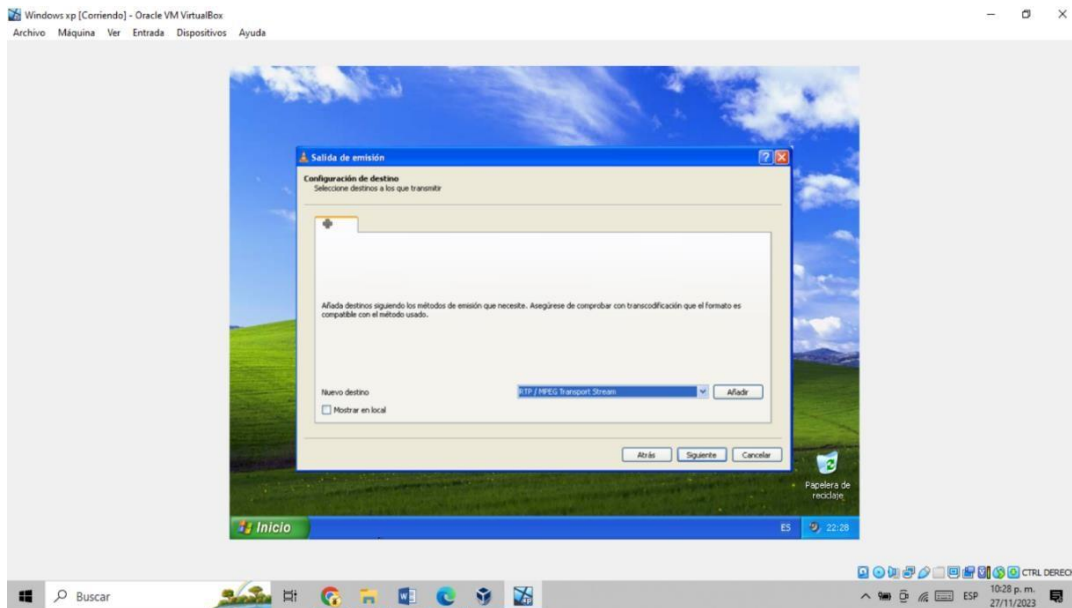 Windows xp [Corriendo] - Oracle VM VirtualBox
Archivo Máquina Ver Entrada Dispositivos Ayuda
Salida de emisión
Configuración de destino
Seleccione destinos a los que transmitir
Añada destinos siguiendo los métodos de emisión que necesite. Asegúrese de comprobar con transcodificación que el formato es
compatible con el método usado.
Nuevo destino RTP / MPEG Transport Stream Añadir
Mostrar en local
Atrás Siguiente Cancelar
Papelera de
reciclaje
Inicio ES 22:28
CTRL DERECH
Buscar ESP 10:28 p. m.
27/11/2023